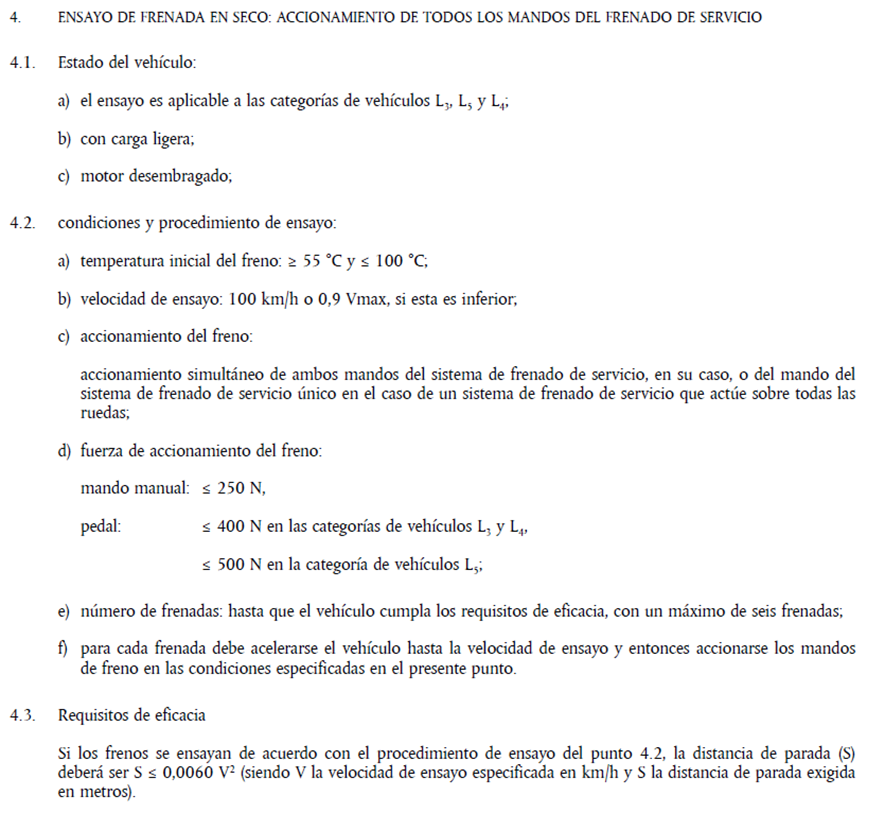 4. ENSAYO DE FRENADA EN SECO: ACCIONAMIENTO DE TODOS LOS MANDOS DEL FRENADO DE SERVICIO
4.1. Estado del vehículo:
a) el ensayo es aplicable a las categorías de vehículos L₃, L₅ y L₄;
b) con carga ligera;
c) motor desembragado;
4.2. condiciones y procedimiento de ensayo:
a) temperatura inicial del freno: ≥ 55 °C y ≤ 100 °C;
b) velocidad de ensayo: 100 km/h o 0,9 Vmax, si esta es inferior;
c) accionamiento del freno:
accionamiento simultáneo de ambos mandos del sistema de frenado de servicio, en su caso, o del mando del
sistema de frenado de servicio único en el caso de un sistema de frenado de servicio que actúe sobre todas las
ruedas;
d) fuerza de accionamiento del freno:
mando manual: ≤ 250 N,
pedal: ≤ 400 N en las categorías de vehículos L₃ y L₄,
≤ 500 N en la categoría de vehículos L₅;
e) número de frenadas: hasta que el vehículo cumpla los requisitos de eficacia, con un máximo de seis frenadas;
f) para cada frenada debe acelerarse el vehículo hasta la velocidad de ensayo y entonces accionarse los mandos
de freno en las condiciones especificadas en el presente punto.
4.3. Requisitos de eficacia
Si los frenos se ensayan de acuerdo con el procedimiento de ensayo del punto 4.2, la distancia de parada (S)
deberá ser S ≤ 0,0060 V² (siendo V la velocidad de ensayo especificada en km/h y S la distancia de parada exigida
en metros).